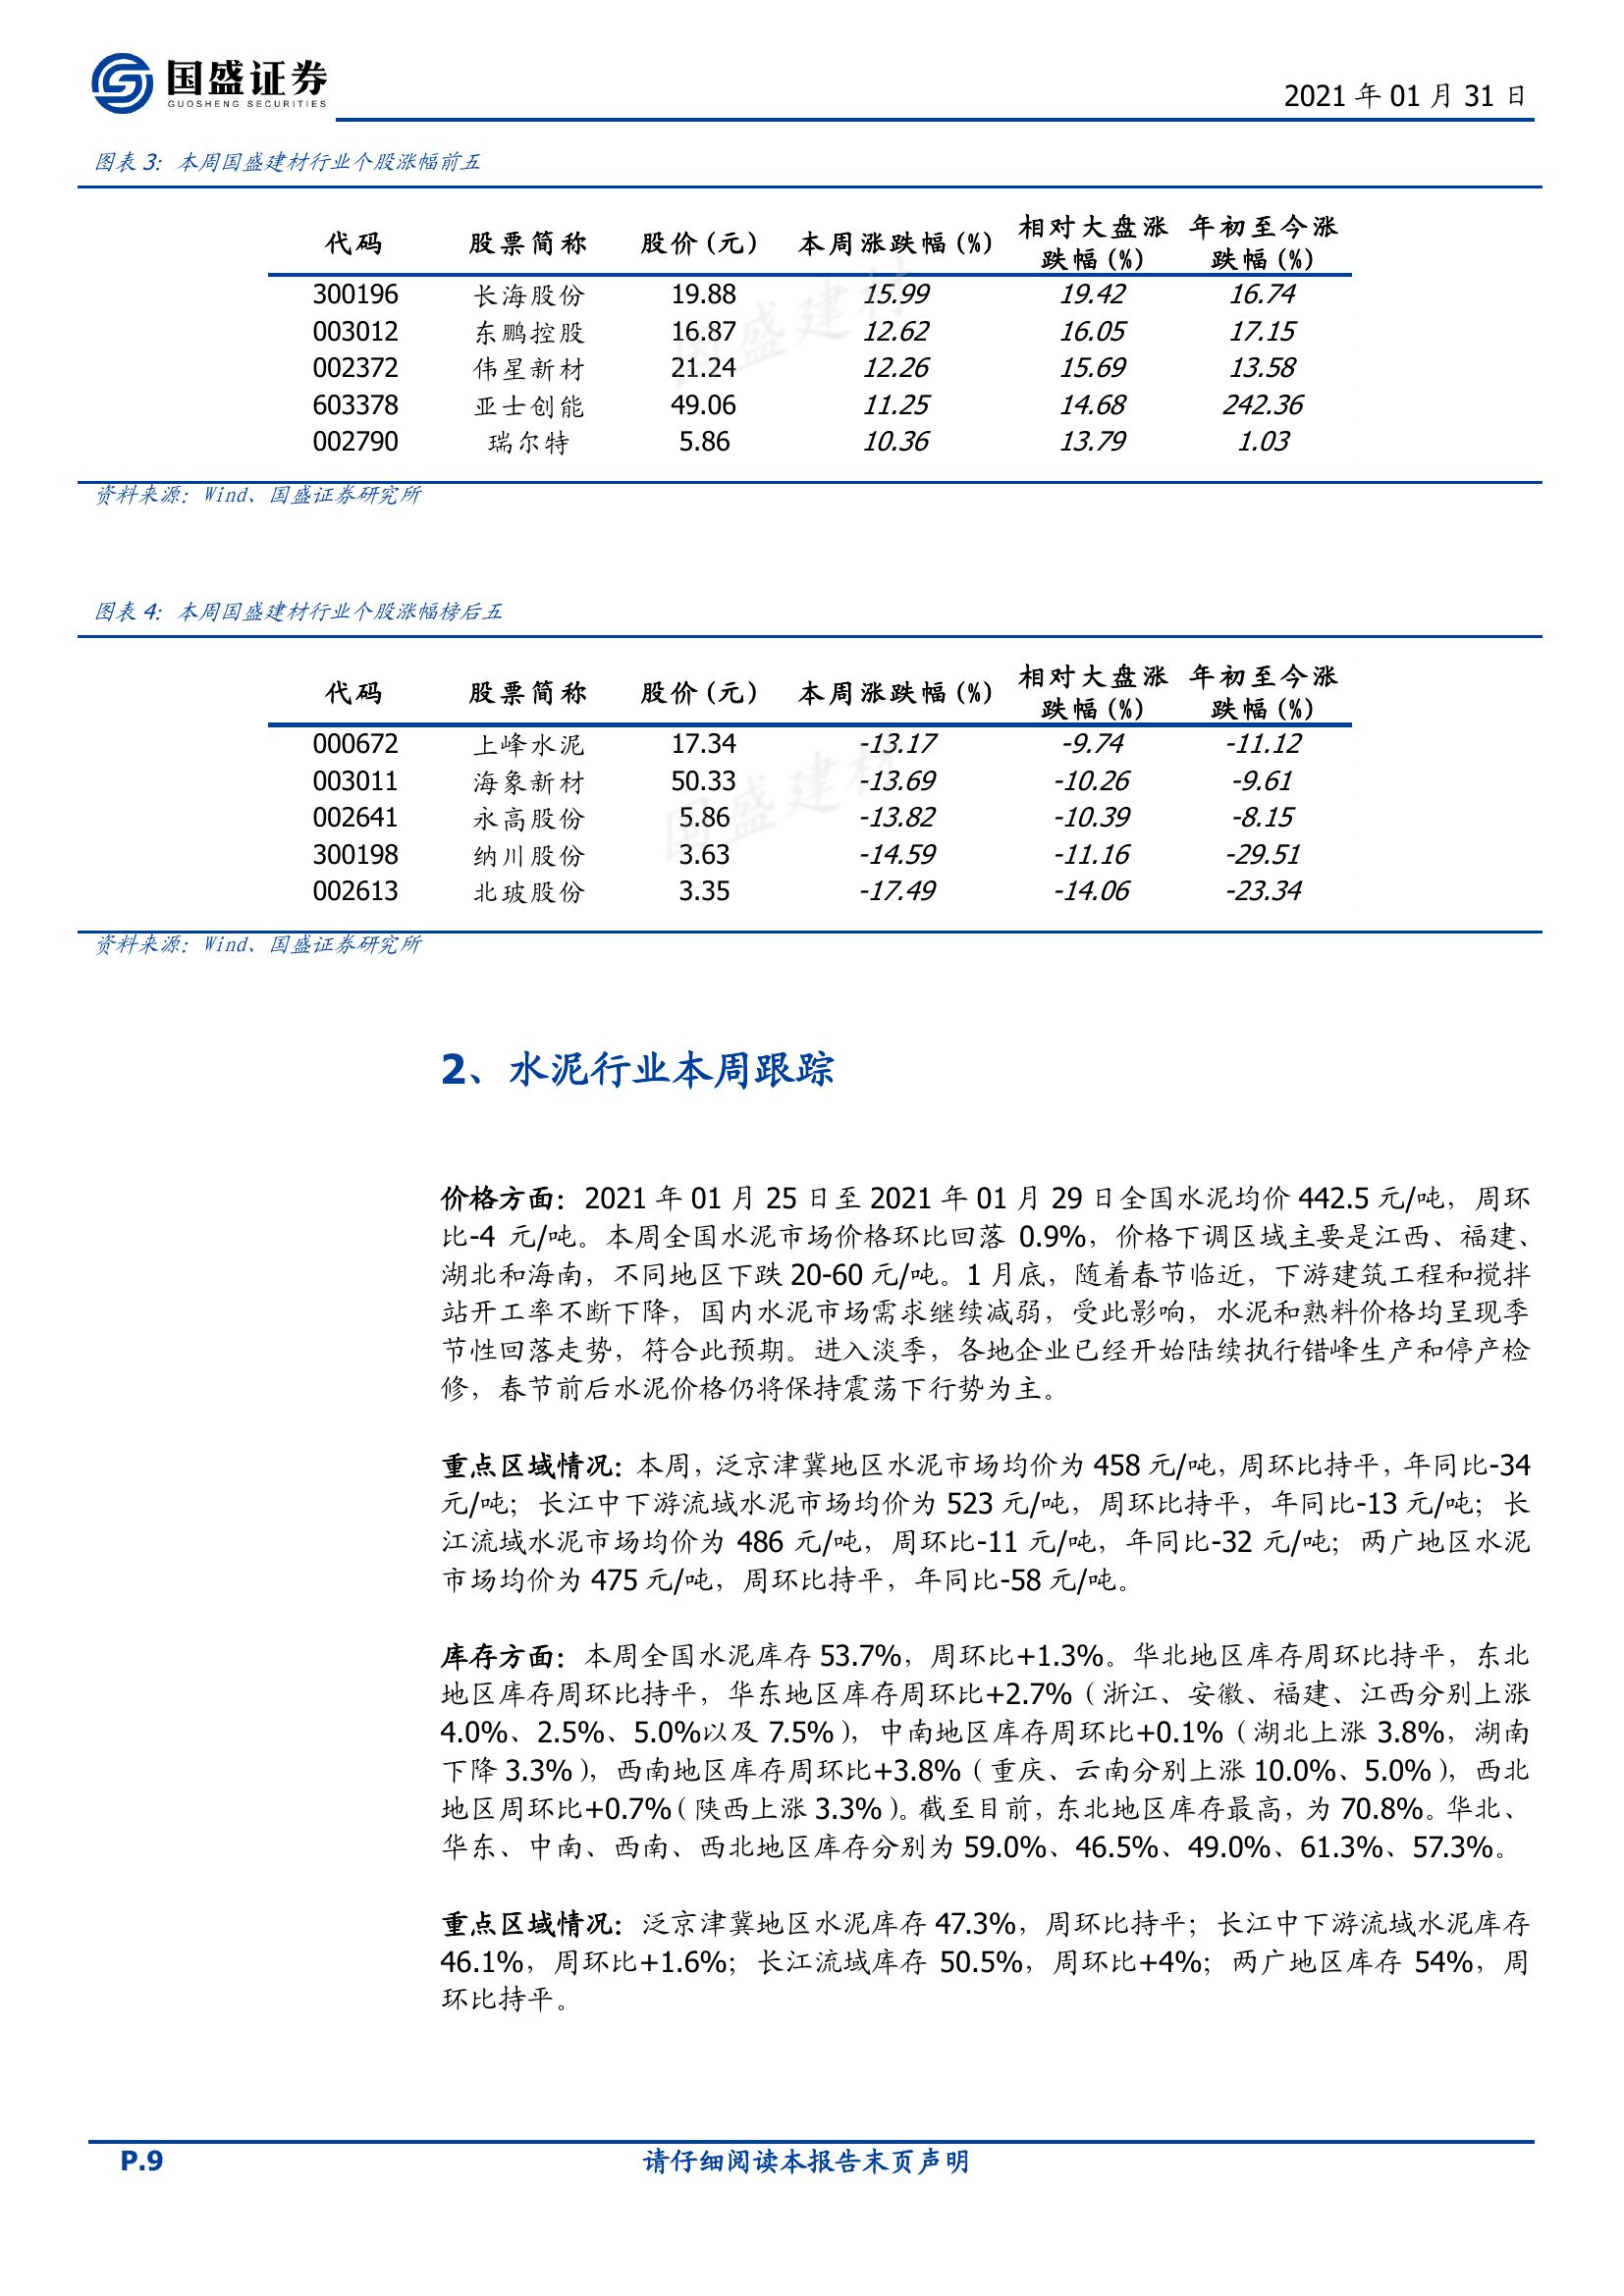 国盛证券
GUOSHENG SECURITIES
2021 年 01 月 31 日
图表 3：本周国盛建材行业个股涨幅前五
代码 股票简称 股价(元) 本周涨跌幅(%) 相对大盘涨跌幅(%) 年初至今涨跌幅(%)
300196 长海股份 19.88 15.99 19.42 16.74
003012 东鹏控股 16.87 12.62 16.05 17.15
002372 伟星新材 21.24 12.26 15.69 13.58
603378 亚士创能 49.06 11.25 14.68 242.36
002790 瑞尔特 5.86 10.36 13.79 1.03
国盛建材
资料来源：Wind、国盛证券研究所
图表 4：本周国盛建材行业个股涨幅榜后五
代码 股票简称 股价(元) 本周涨跌幅(%) 相对大盘涨跌幅(%) 年初至今涨跌幅(%)
000672 上峰水泥 17.34 -13.17 -9.74 -11.12
003011 海象新材 50.33 -13.69 -10.26 -9.61
002641 永高股份 5.86 -13.82 -10.39 -8.15
300198 纳川股份 3.63 -14.59 -11.16 -29.51
002613 北玻股份 3.35 -17.49 -14.06 -23.34
国盛建材
资料来源：Wind、国盛证券研究所
2、水泥行业本周跟踪
价格方面：2021 年 01 月 25 日至 2021 年 01 月 29 日全国水泥均价 442.5 元/吨，周环
比-4 元/吨。本周全国水泥市场价格环比回落 0.9%，价格下调区域主要是江西、福建、
湖北和海南，不同地区下跌 20-60 元/吨。1 月底，随着春节临近，下游建筑工程和搅拌
站开工率不断下降，国内水泥市场需求继续减弱，受此影响，水泥和熟料价格均呈现季
节性回落走势，符合此预期。进入淡季，各地企业已经开始陆续执行错峰生产和停产检
修，春节前后水泥价格仍将保持震荡下行势为主。
重点区域情况：本周，泛京津冀地区水泥市场均价为 458 元/吨，周环比持平，年同比-34
元/吨；长江中下游流域水泥市场均价为 523 元/吨，周环比持平，年同比-13 元/吨；长
江流域水泥市场均价为 486 元/吨，周环比-11 元/吨，年同比-32 元/吨；两广地区水泥
市场均价为 475 元/吨，周环比持平，年同比-58 元/吨。
库存方面：本周全国水泥库存 53.7%，周环比+1.3%。华北地区库存周环比持平，东北
地区库存周环比持平，华东地区库存周环比+2.7%（浙江、安徽、福建、江西分别上涨
4.0%、2.5%、5.0%以及 7.5%），中南地区库存周环比+0.1%（湖北上涨 3.8%，湖南
下降 3.3%），西南地区库存周环比+3.8%（重庆、云南分别上涨 10.0%、5.0%），西北
地区周环比+0.7%（陕西上涨 3.3%）。截至目前，东北地区库存最高，为 70.8%。华北、
华东、中南、西南、西北地区库存分别为 59.0%、46.5%、49.0%、61.3%、57.3%。
重点区域情况：泛京津冀地区水泥库存 47.3%，周环比持平；长江中下游流域水泥库存
46.1%，周环比+1.6%；长江流域库存 50.5%，周环比+4%；两广地区库存 54%，周
环比持平。
P.9 请仔细阅读本报告末页声明